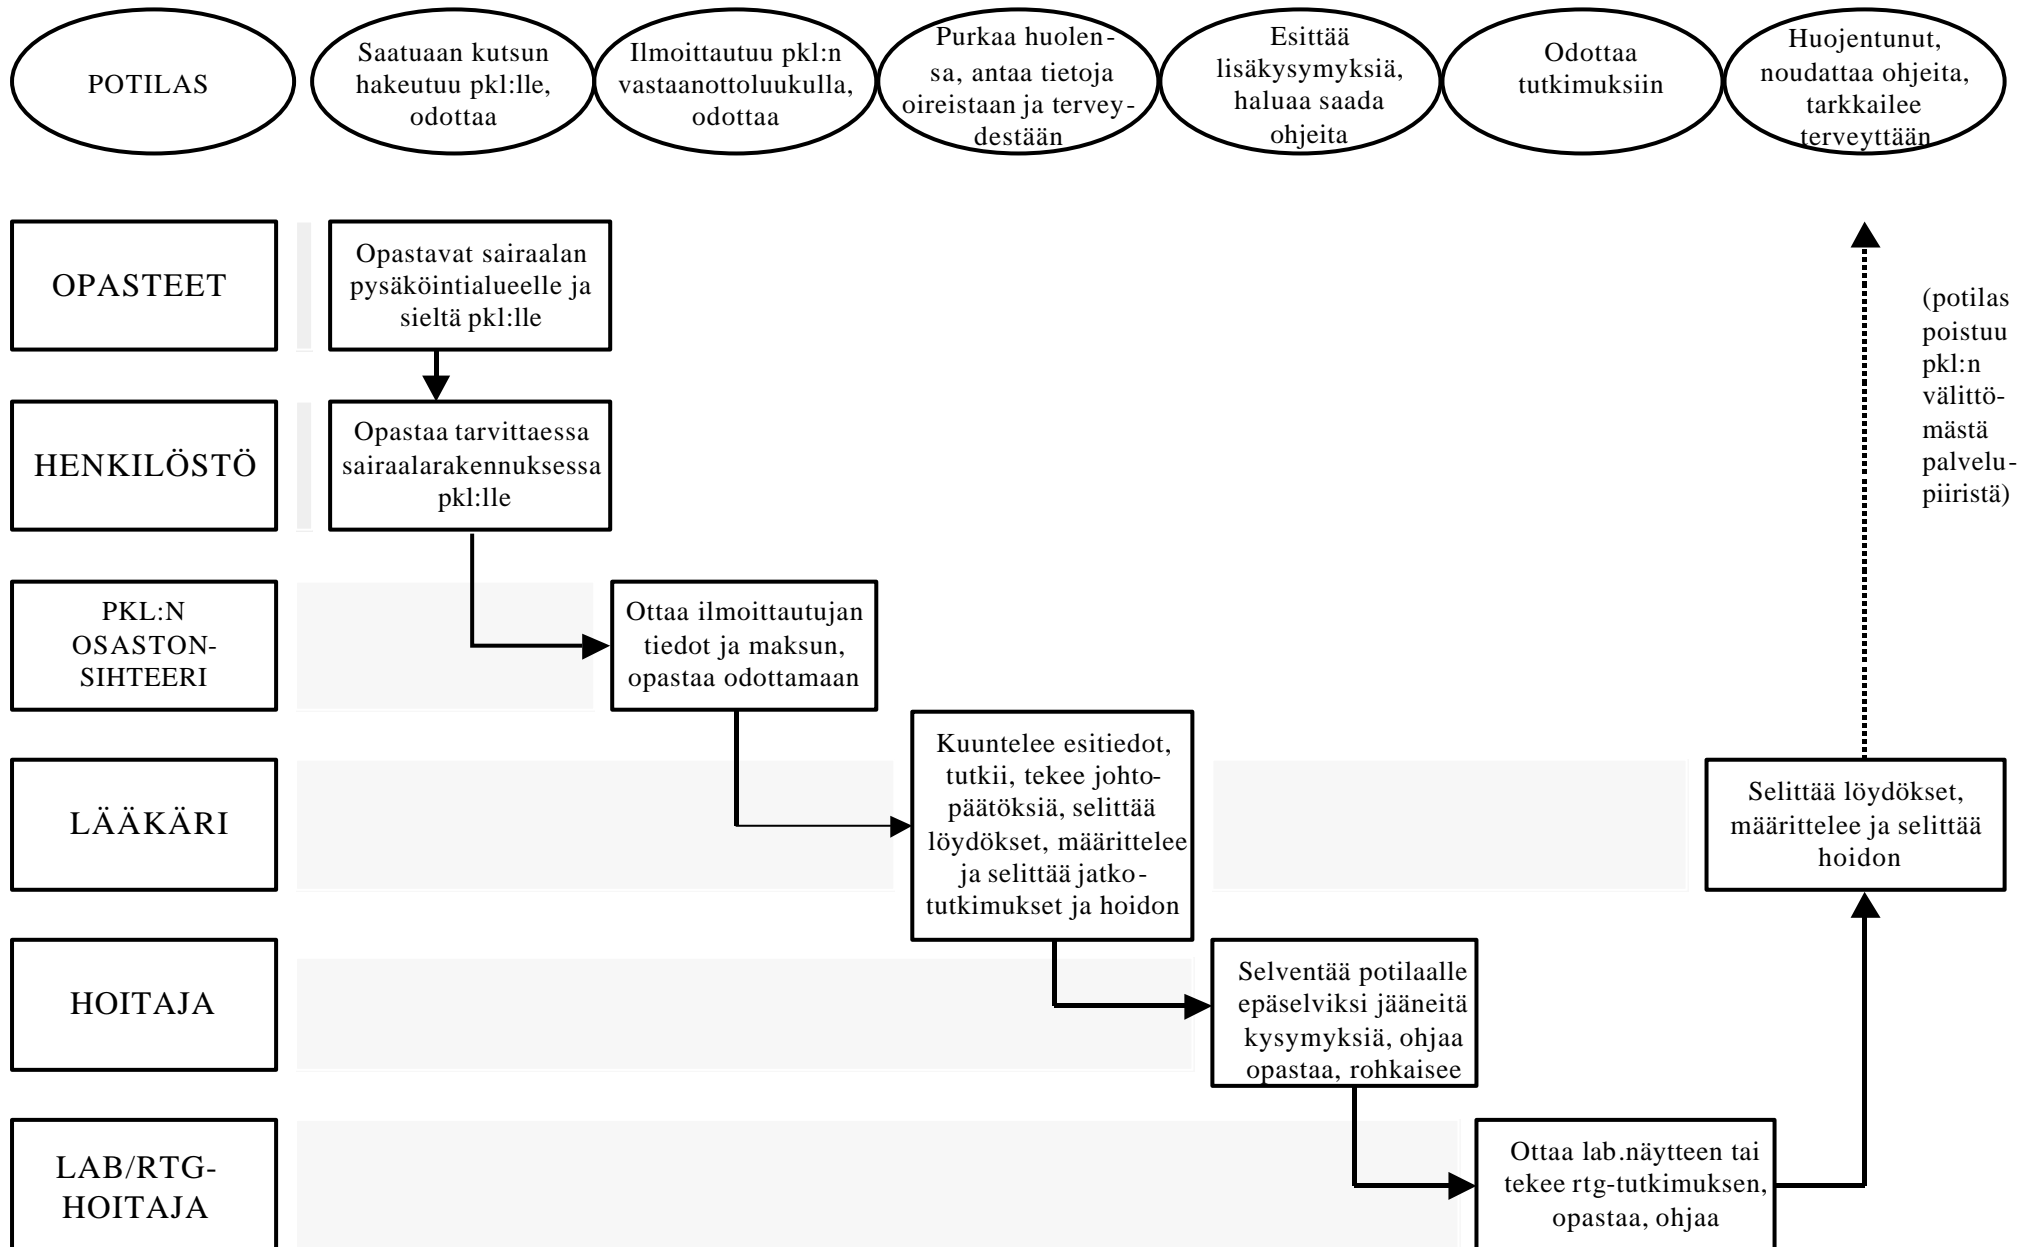 POTILAS
Saatuaan kutsun
hakeutuu pkl:lle,
odottaa
Ilmoittautuu pkl:n
vastaanottoluukulla,
odottaa
Purkaa huolen-
sa, antaa tietoja
oireistaan ja tervey-
destään
Esittää
lisäkysymyksiä,
haluaa saada
ohjeita
Odottaa
tutkimuksiin
Huojentunut,
noudattaa ohjeita,
tarkkailee
terveyttään
OPASTEET
Opastavat sairaalan
pysäköintialueelle ja
sieltä pkl:lle
(potilas
poistuu
pkl:n
välittö-
mästä
palvelu-
piiristä)
HENKILÖSTÖ
Opastaa tarvittaessa
sairaalarakennuksessa
pkl:lle
PKL:N
OSASTON-
SIHTEERI
Ottaa ilmoittautujan
tiedot ja maksun,
opastaa odottamaan
LÄÄKÄRI
Kuuntelee esitiedot,
tutkii, tekee johto-
päätöksiä, selittää
löydökset, määrittelee
ja selittää jatko-
tutkimukset ja hoidon
Selittää löydökset,
määrittelee ja selittää
hoidon
HOITAJA
Selventää potilaalle
epäselviksi jääneitä
kysymyksiä, ohjaa
opastaa, rohkaisee
LAB/RTG-
HOITAJA
Ottaa lab.näytteen tai
tekee rtg-tutkimuksen,
opastaa, ohjaa